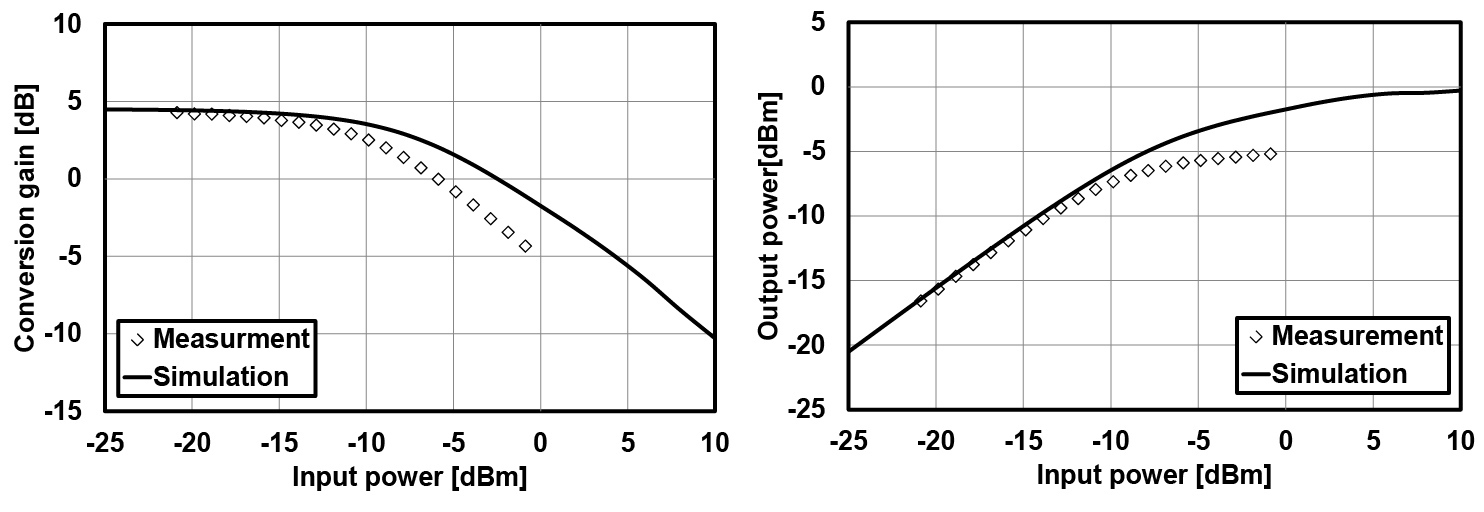 10
5
0
-5
-10
-15
Conversion gain [dB]
Measurment
Simulation
-25 -20 -15 -10 -5 0 5 10
Input power [dBm]
5
0
-5
-10
-15
-20
-25
Output power[dBm]
Measurement
Simulation
-25 -20 -15 -10 -5 0 5 10
Input power [dBm]